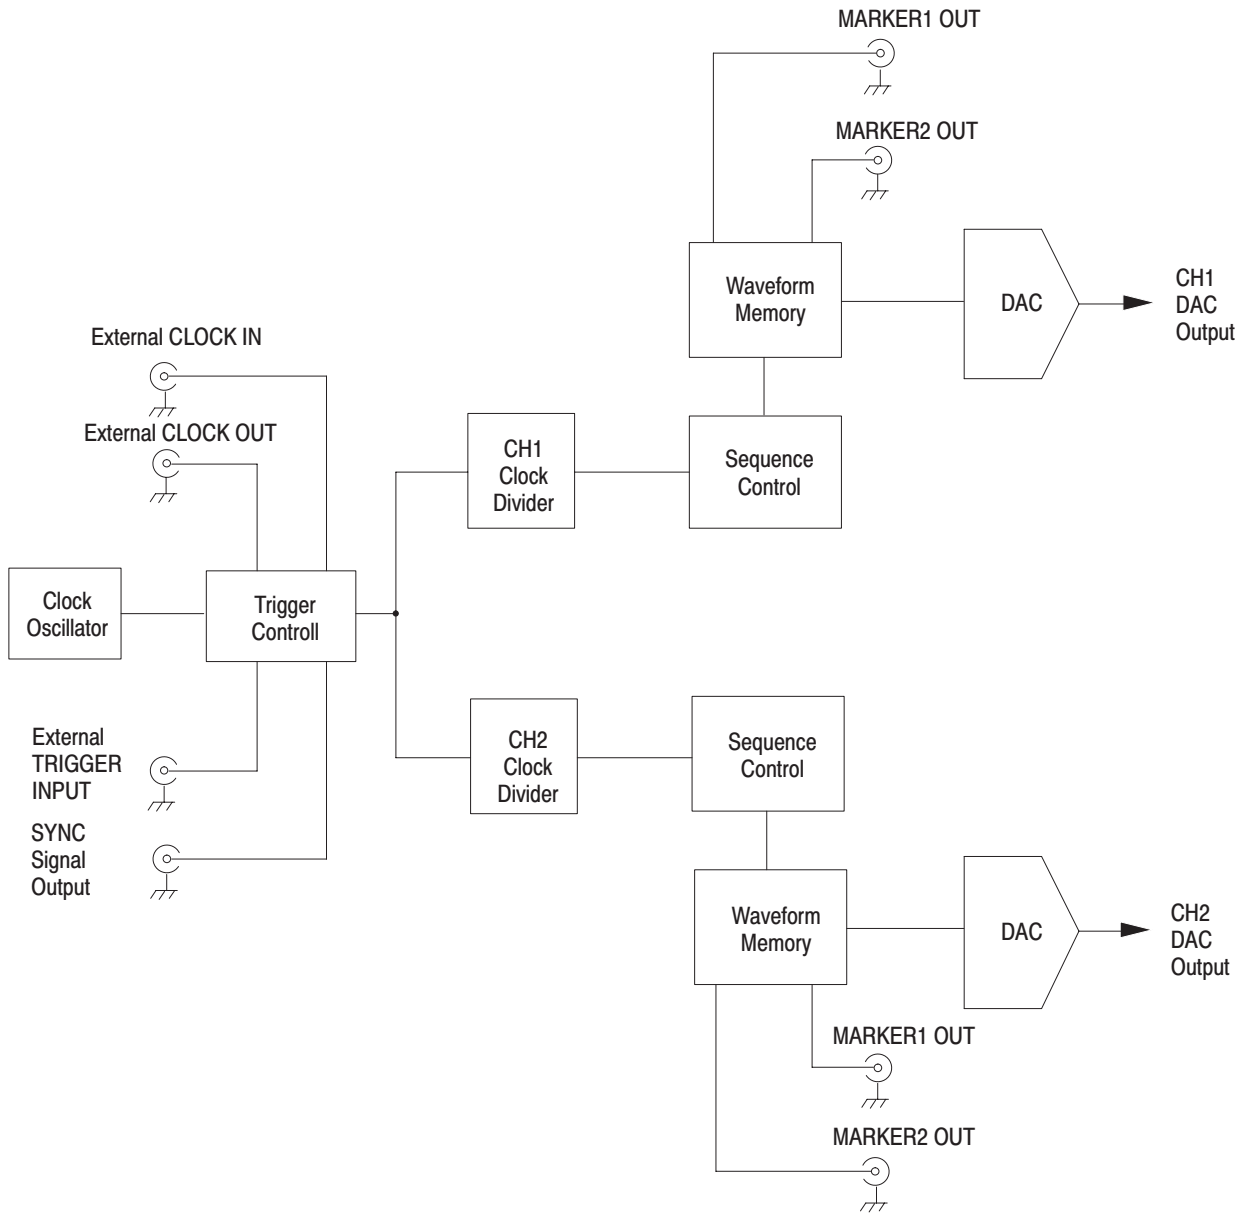 MARKER1 OUT
MARKER2 OUT
Waveform
Memory
DAC
CH1
DAC
Output
External CLOCK IN
External CLOCK OUT
CH1
Clock
Divider
Sequence
Control
Clock
Oscillator
Trigger
Controll
External
TRIGGER
INPUT
SYNC
Signal
Output
CH2
Clock
Divider
Sequence
Control
Waveform
Memory
DAC
CH2
DAC
Output
MARKER1 OUT
MARKER2 OUT